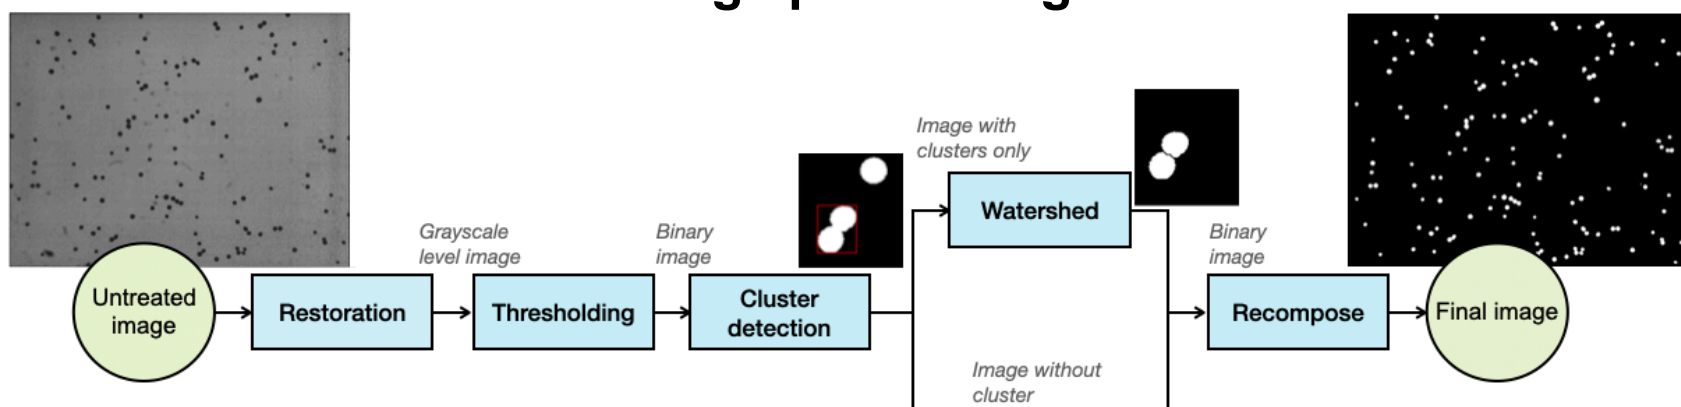 Untreated
image
Restoration
Grayscale
level image
Thresholding
Binary
image
Cluster
detection
Image with
clusters only
Watershed
Image without
cluster
Binary
image
Recompose
Final image